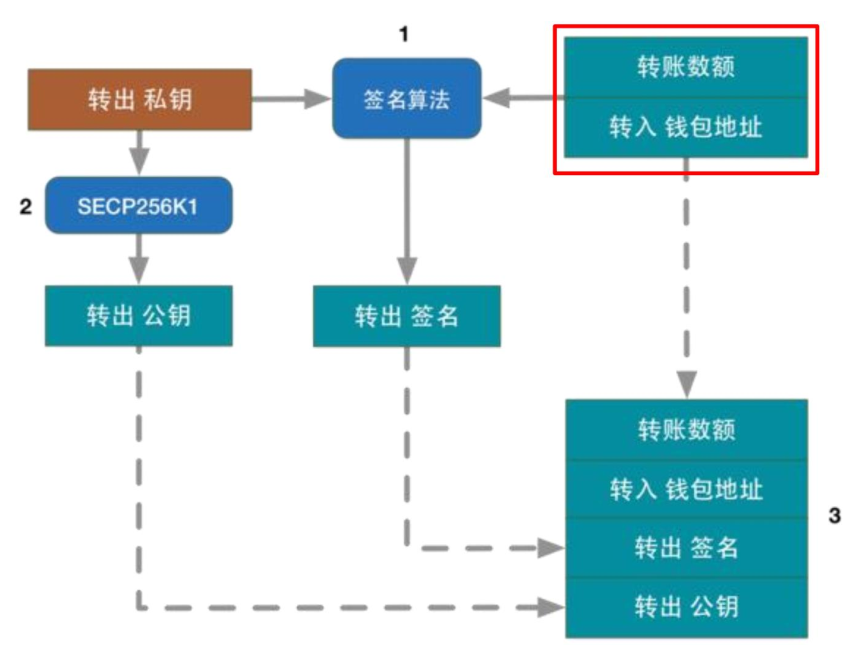 1
转出 私钥
签名算法
转账数额
转入 钱包地址
2
SECP256K1
转出 公钥
转出 签名
转账数额
转入 钱包地址
转出 签名
转出 公钥
3